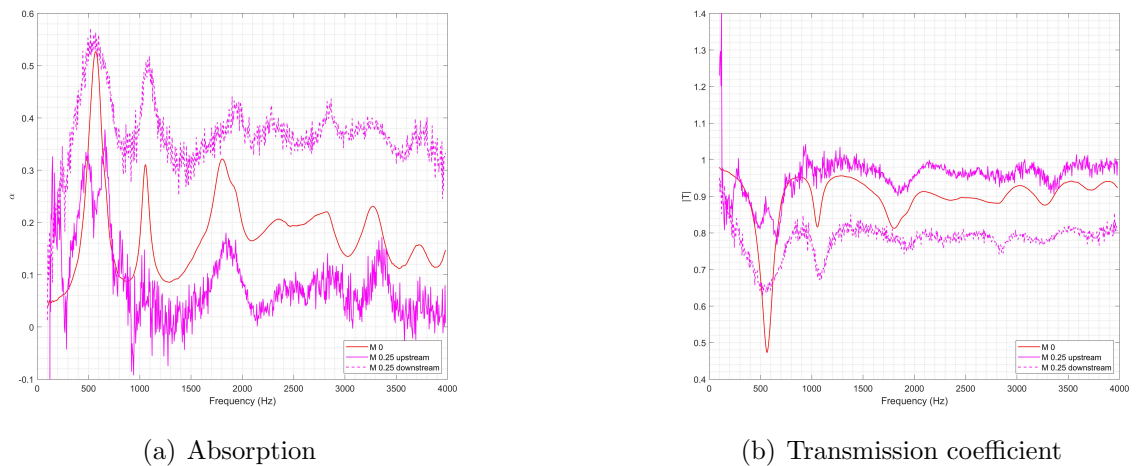 0.6
0.5
0.4
0.3
0.2
0.1
0
-0.1
α
0 500 1000 1500 2000 2500 3000 3500 4000
Frequency (Hz)
M 0
M 0.25 upstream
M 0.25 downstream
(a) Absorption
1.4
1.3
1.2
1.1
1
0.9
0.8
0.7
0.6
0.5
0.4
|T|
0 500 1000 1500 2000 2500 3000 3500 4000
Frequency (Hz)
M 0
M 0.25 upstream
M 0.25 downstream
(b) Transmission coefficient